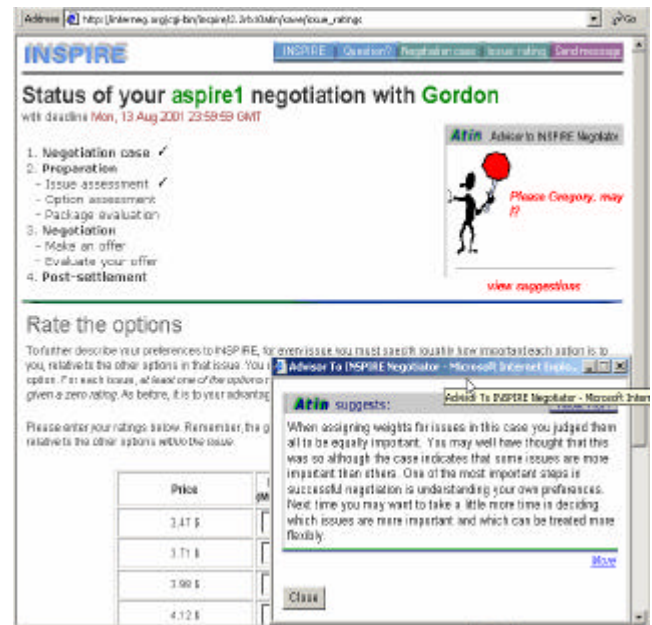 Address http://interneg.org/cgi-bin/inspire/
Go
INSPIRE
INSPIRE Question? Negotiation case Issue rating Send message
Status of your aspire1 negotiation with Gordon
with deadline Mon, 13 Aug 2001 23:59:59 GMT
Atin Advisor to INSPIRE Negotiator
Please Gregory, may
I?
view suggestions
1. Negotiation case ✓
2. Preparation
- Issue assessment ✓
- Option assessment
- Package evaluation
3. Negotiation
- Make an offer
- Evaluate your offer
4. Post-settlement
Rate the options
To further describe your preferences to INSPIRE, for every issue you must specify roughly how important each option is to
you, relative to the other options in that issue. You
option. For each issue, at least one of the options
given a zero rating. As before, it is to your advantag
Please enter your ratings below. Remember, the
relative to the other options within the issue.
Price
3.47 $
3.71 $
3.98 $
4.12 $
Advisor To INSPIRE Negotiator - Microsoft Internet Explo...
Advisor To INSPIRE Negotiator - Microsoft Inter
Atin suggests:
When assigning weights for issues in this case you judged them
all to be equally important. You may well have thought that this
was so although the case indicates that some issues are more
important than others. One of the most important steps in
successful negotiation is understanding your own preferences.
Next time you may want to take a little more time in deciding
which issues are more important and which can be treated more
flexibly.
More
Close